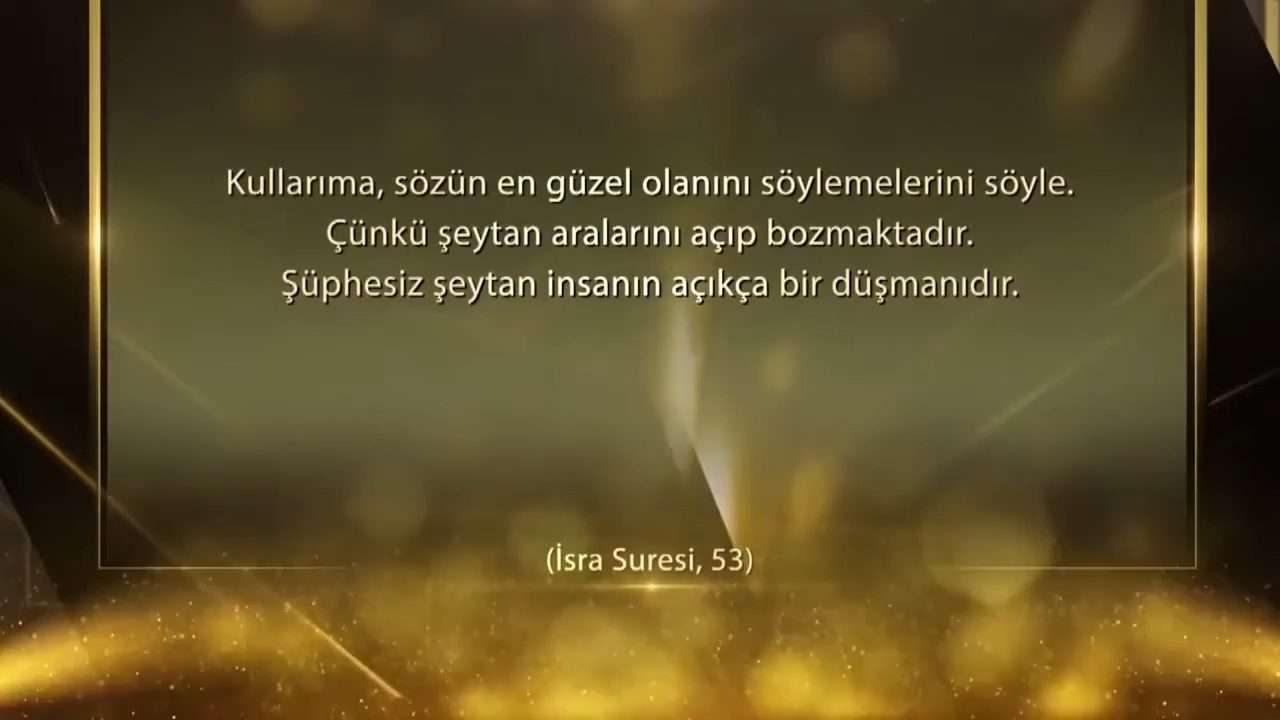 Kullarıma, sözün en güzel olanını söylemelerini söyle.
Çünkü şeytan aralarını açıp bozmaktadır.
Şüphesiz şeytan insanın açıkça bir düşmanıdır.
(İsra Suresi, 53)